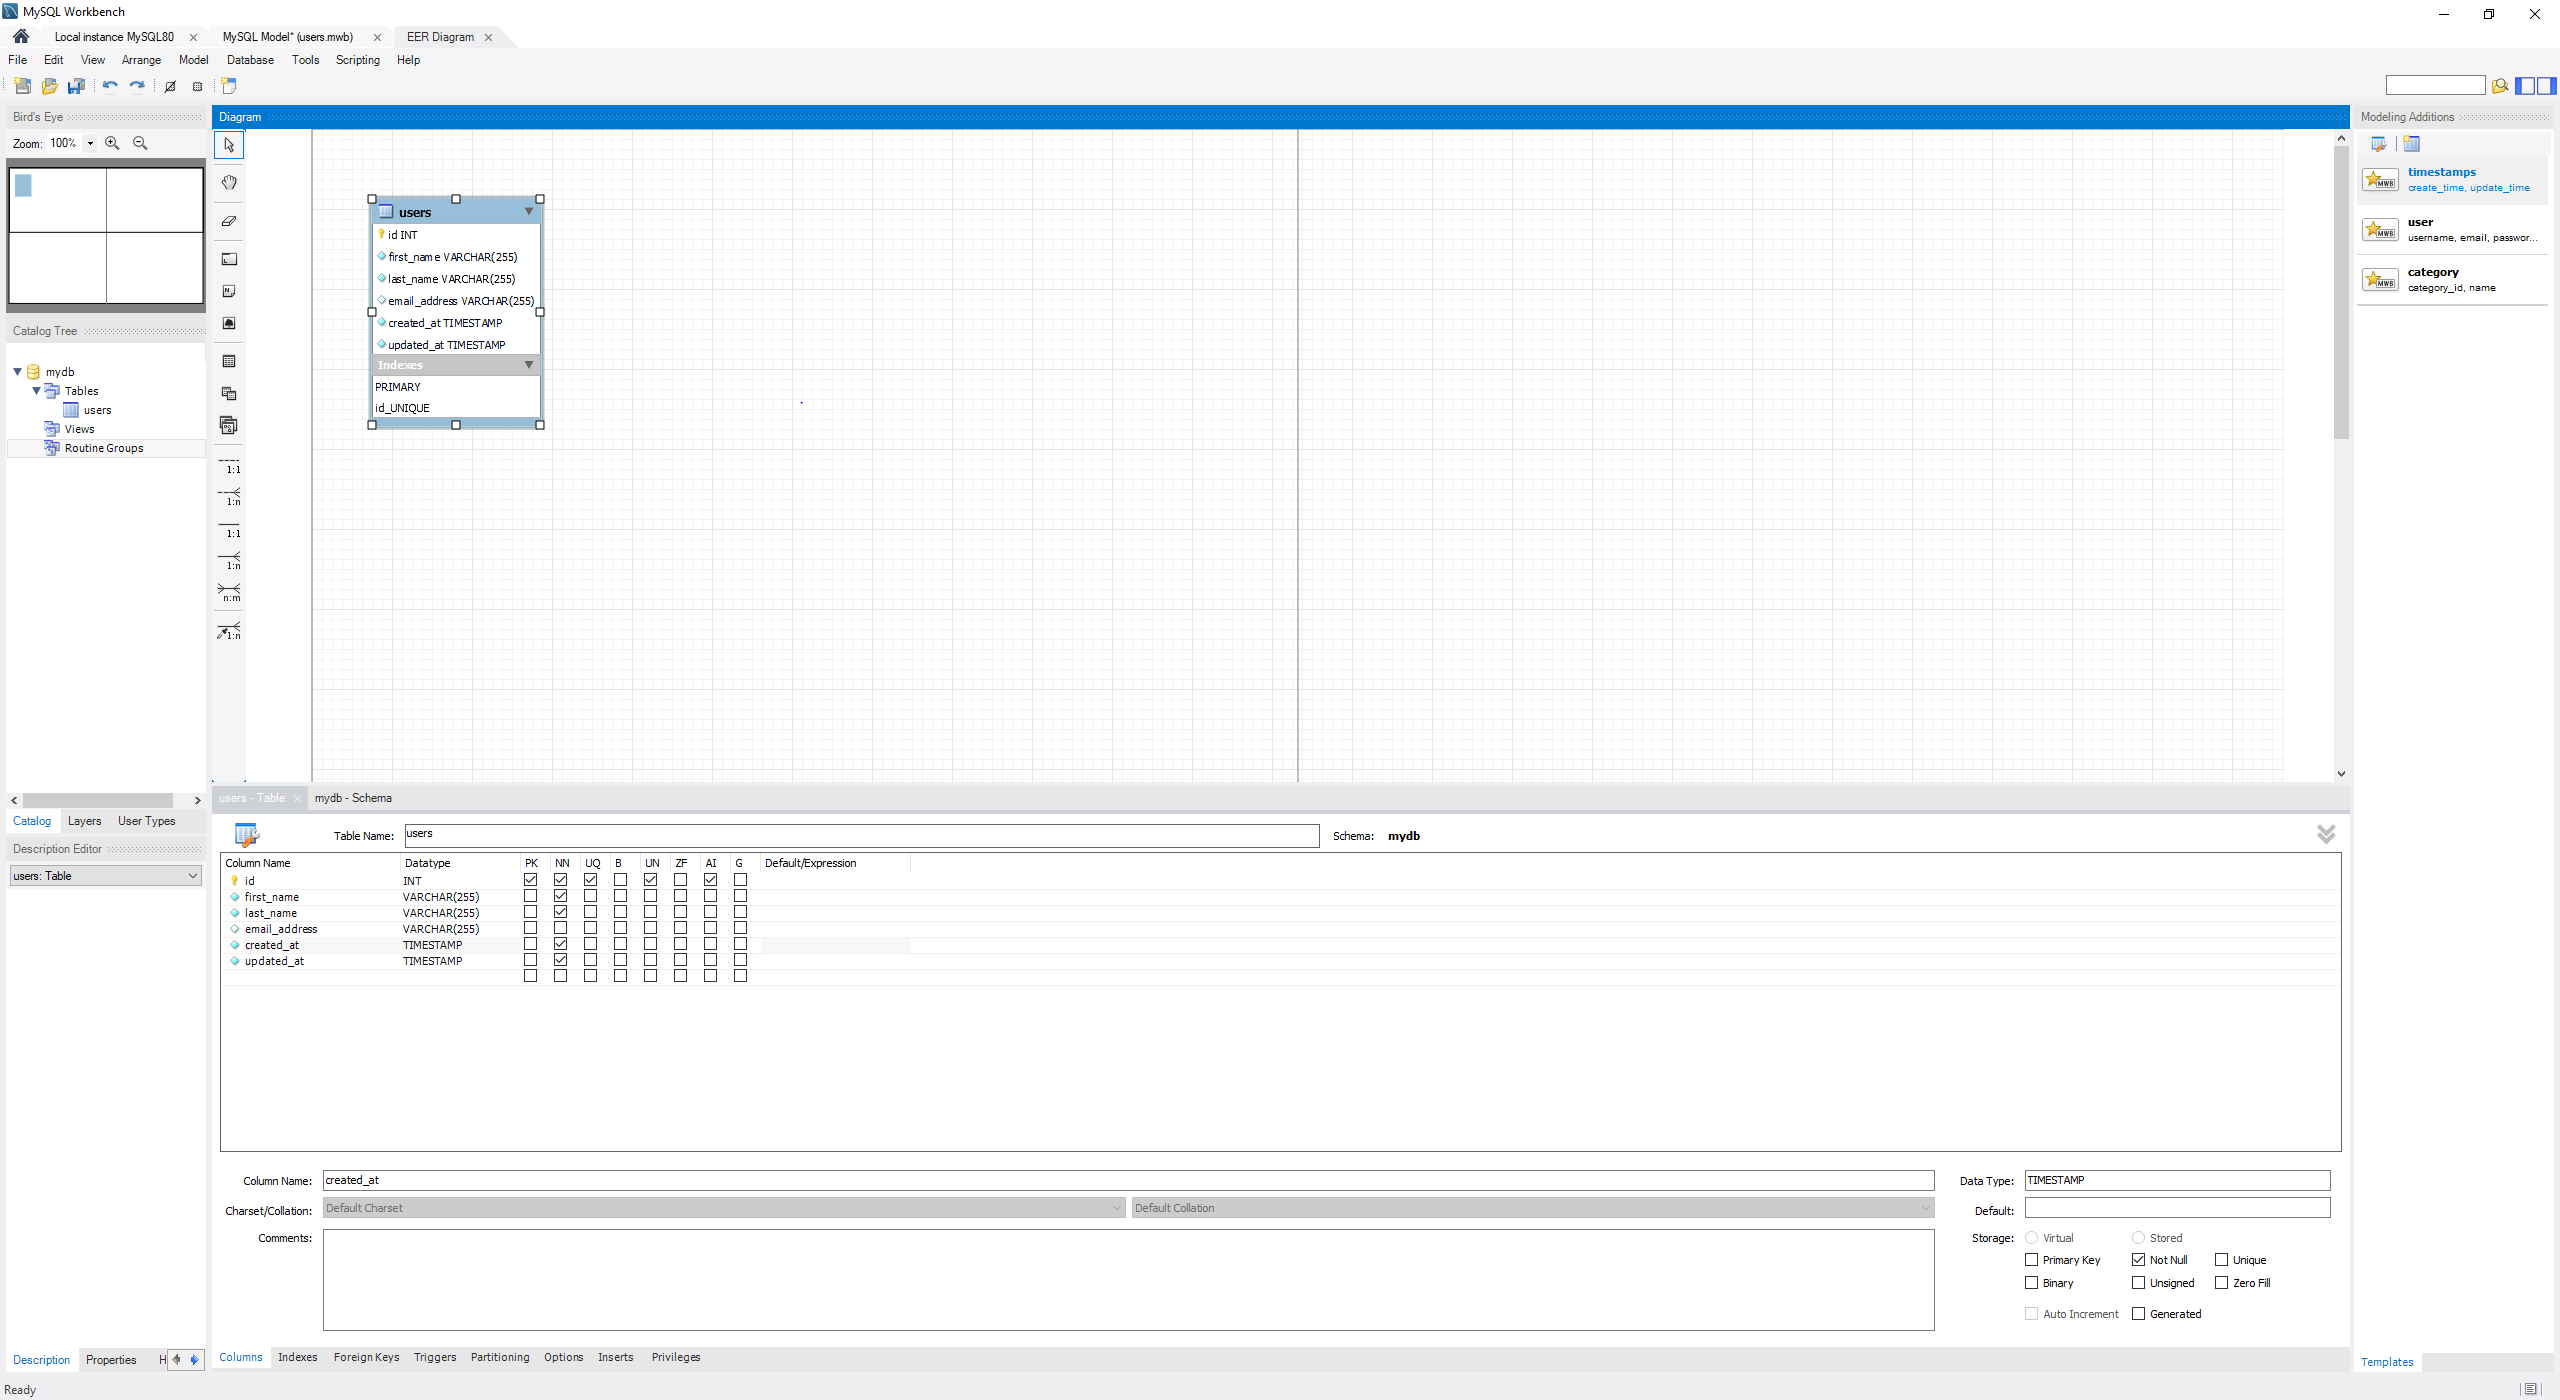 MySQL Workbench
Local instance MySQL80
MySQL Model* (users.mwb)
EER Diagram
File Edit View Arrange Model Database Tools Scripting Help
Bird's Eye
Zoom: 100%
Catalog Tree
mydb
Tables
users
Views
Routine Groups
Catalog Layers User Types
Description Editor
users: Table
Description Properties H
Ready
Diagram
1:1
1:n
1:1
1:n
n:m
1:n
users
id INT
first_name VARCHAR(255)
last_name VARCHAR(255)
email_address VARCHAR(255)
created_at TIMESTAMP
updated_at TIMESTAMP
Indexes
PRIMARY
id_UNIQUE
users - Table
mydb - Schema
Table Name: users Schema: mydb
Column Name Datatype PK NN UQ B UN ZF AI G Default/Expression
id INT
first_name VARCHAR(255)
last_name VARCHAR(255)
email_address VARCHAR(255)
created_at TIMESTAMP
updated_at TIMESTAMP
Column Name: created_at Data Type: TIMESTAMP
Charset/Collation: Default Charset Default Collation Default:
Comments: Storage: Virtual Stored
Primary Key Not Null Unique
Binary Unsigned Zero Fill
Auto Increment Generated
Columns Indexes Foreign Keys Triggers Partitioning Options Inserts Privileges
Modeling Additions
MWB
timestamps
create_time, update_time
MWB
user
username, email, passwor...
MWB
category
category_id, name
Templates